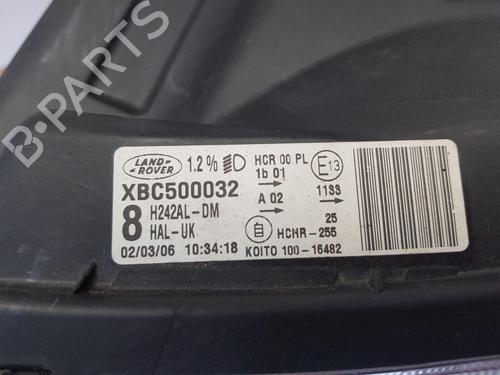 LAND-
ROVER
1.2% HCR 00 PL E13
1b 01
XBC500032
A 02 1133
8 H242AL-DM
25
HAL-UK
HCHR-255
02/03/06 10:34:18 KOITO 100-16482
B-PARTS